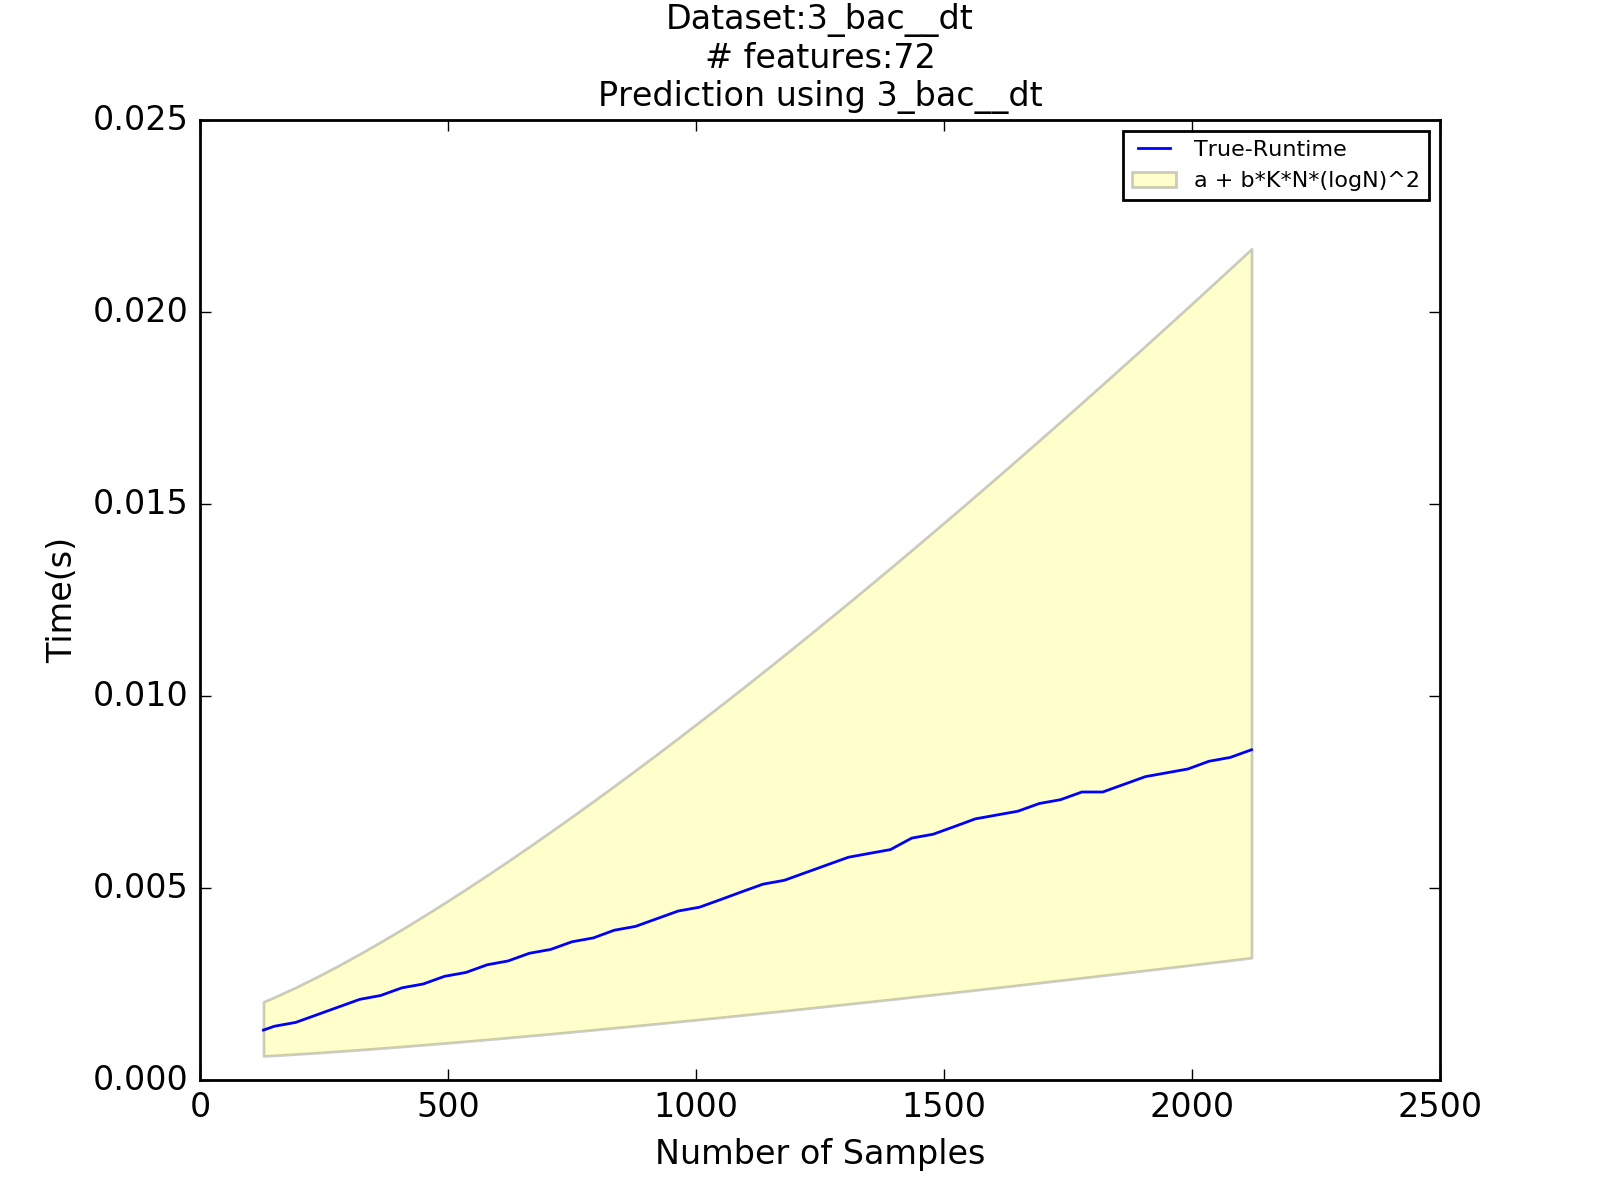 Dataset:3_bac__dt
# features:72
Prediction using 3_bac__dt
0.025
0.020
0.015
0.010
0.005
0.000
Time(s)
True-Runtime
a + b*K*N*(logN)^2
0 500 1000 1500 2000 2500
Number of Samples